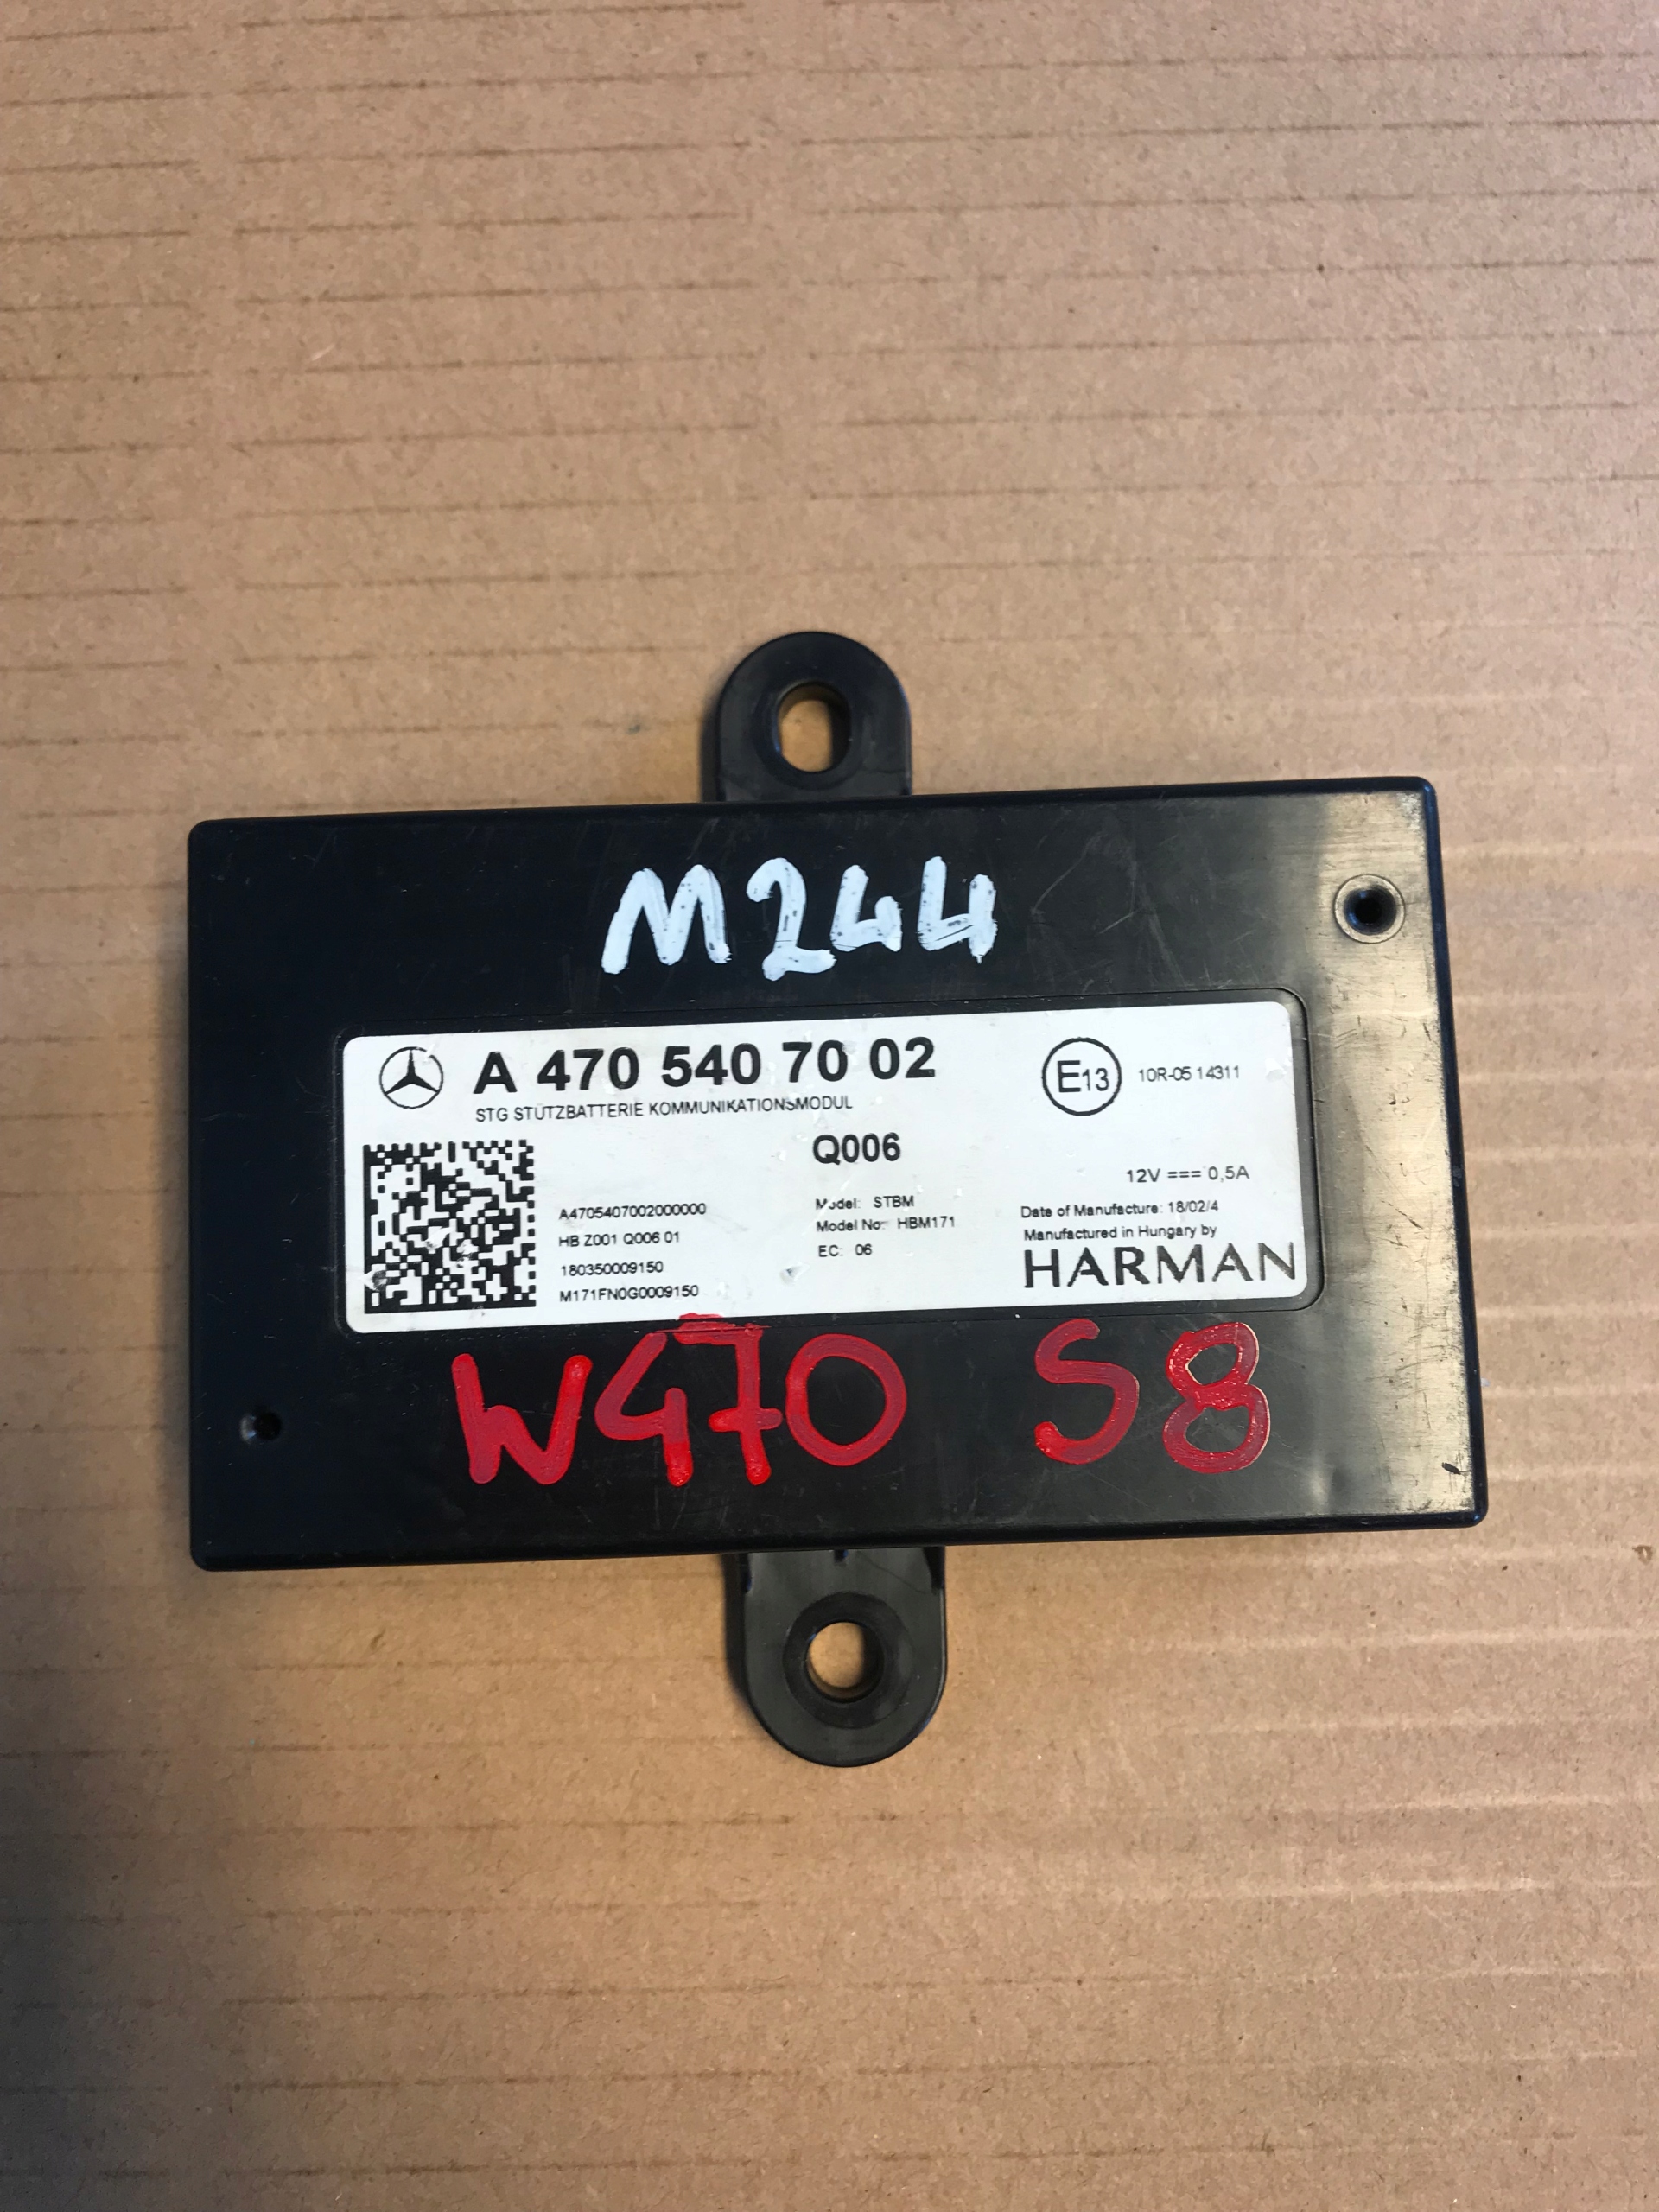 M244
A 470 540 70 02
STG STÜTZBATTERIE KOMMUNIKATIONSMODUL
E13
10R-05 14311
Q006
12V === 0,5A
A4705407002000000
HB Z001 Q006 01
180350009150
M171FN0G0009150
Model: STBM
Model No: HBM171
EC: 06
Date of Manufacture: 18/02/4
Manufactured in Hungary by
HARMAN
W470 S8